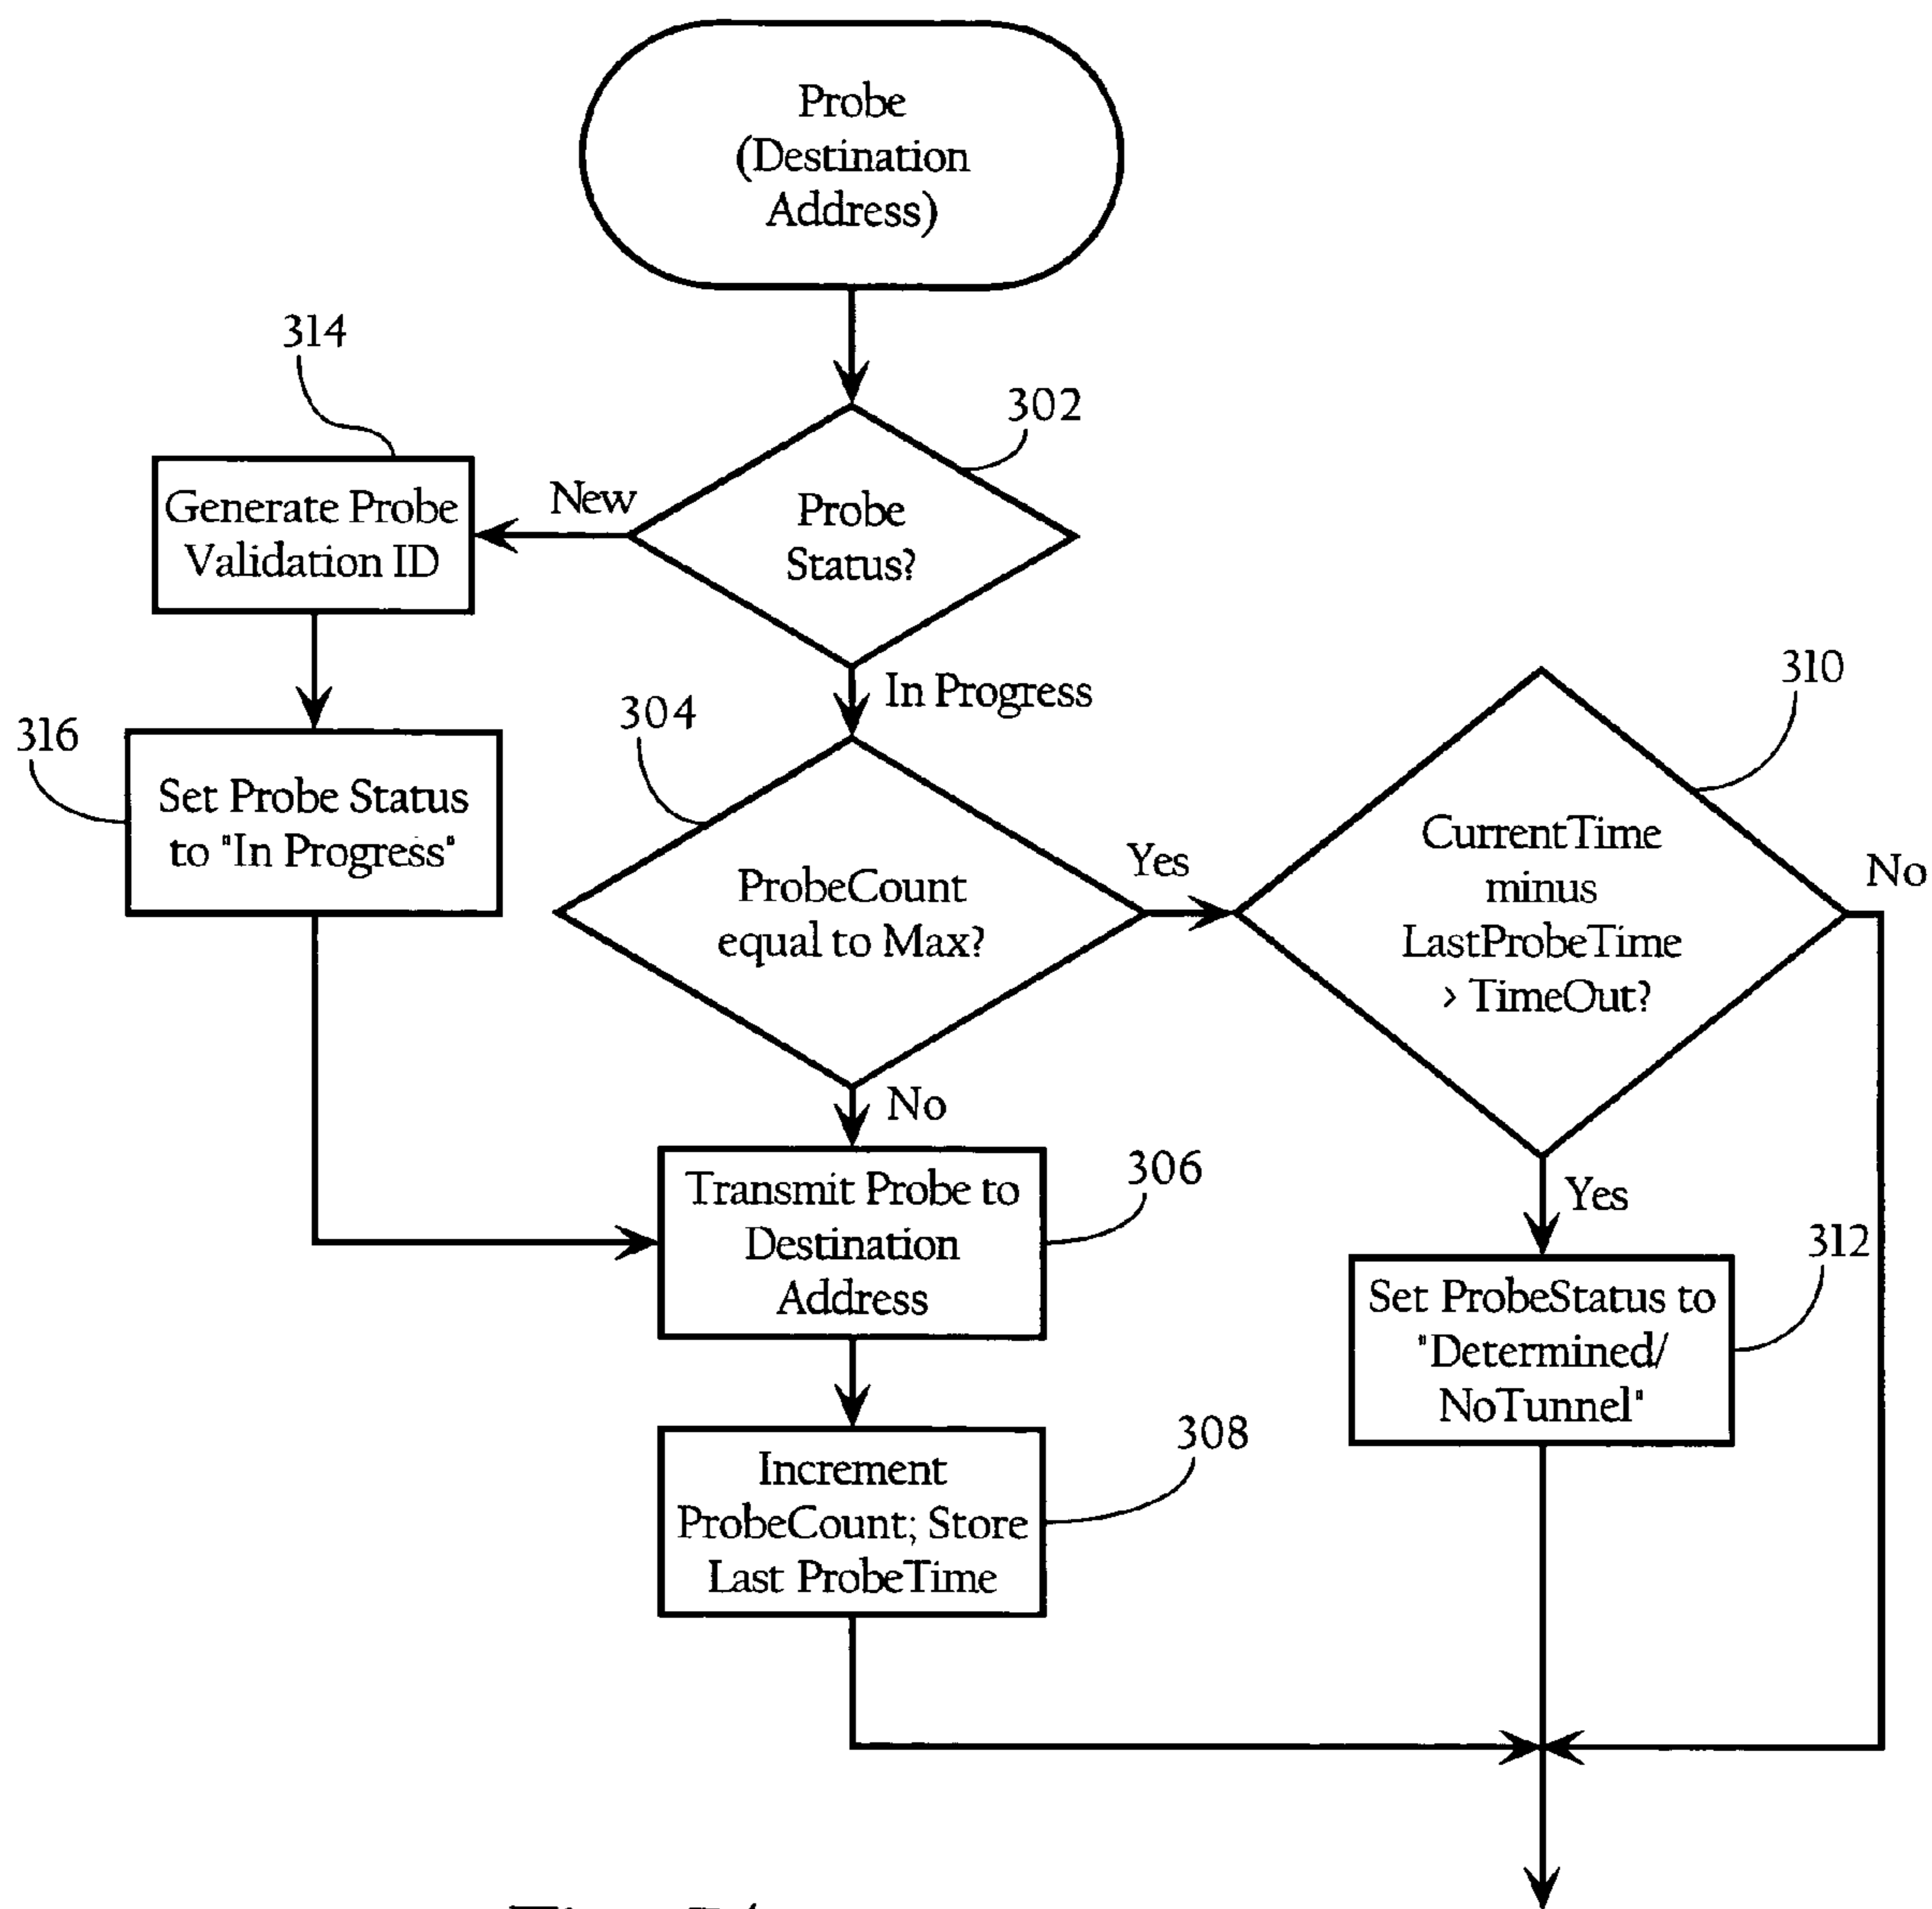 Probe
(Destination
Address)
314
302
New
Generate Probe
Validation ID
Probe
Status?
310
In Progress
304
316
Set Probe Status
to "In Progress"
CurrentTime
minus
LastProbeTime
> TimeOut?
Yes
No
ProbeCount
equal to Max?
No
306
Transmit Probe to
Destination
Address
Yes
312
Set ProbeStatus to
"Determined/
NoTunnel"
308
Increment
ProbeCount; Store
Last ProbeTime